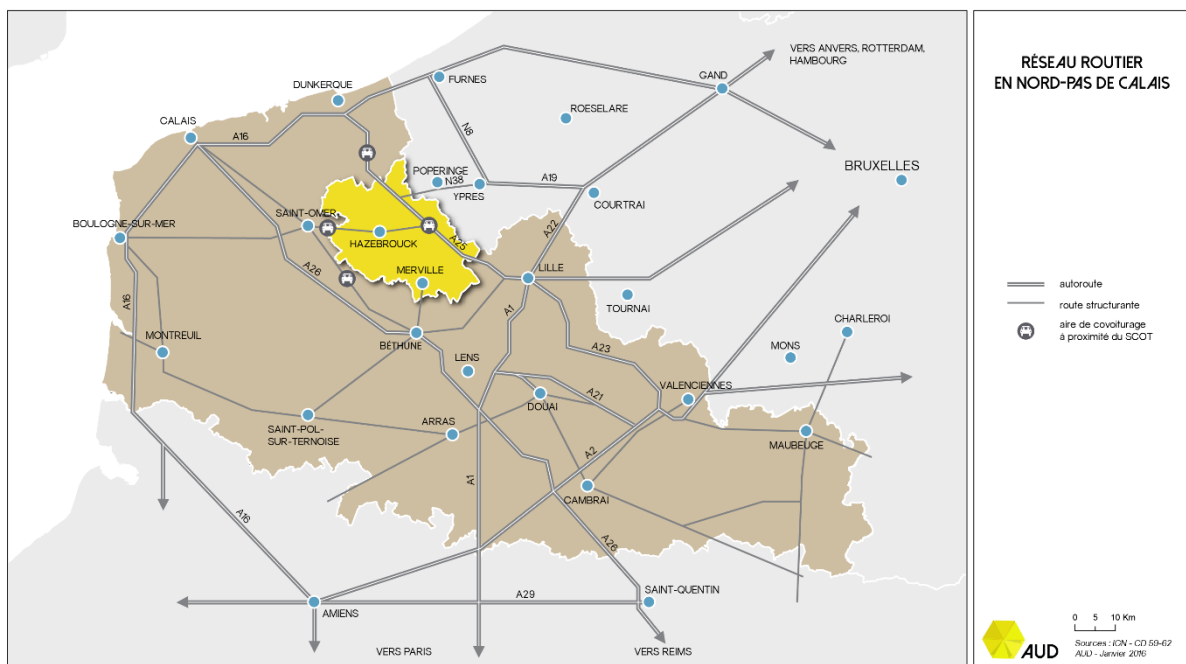 VERS ANVERS, ROTTERDAM,
HAMBOURG
RÉSEAU ROUTIER
EN NORD-PAS DE CALAIS
GAND
FURNES
DUNKERQUE
ROESELARE
CALAIS
A16
N8
BRUXELLES
POPERINGE
N38
YPRES
A19
COURTRAI
SAINT-OMER
BOULOGNE-SUR-MER
HAZEBROUCK
A25
A22
A26
MERVILLE
LILLE
TOURNAI
autoroute
route structurante
aire de covoiturage
à proximité du SCOT
A16
A1
CHARLEROI
MONTREUIL
BÉTHUNE
A23
MONS
LENS
VALENCIENNES
A21
DOUAI
SAINT-POL-
SUR-TERNOISE
ARRAS
MAUBEUGE
A2
A1
CAMBRAI
A16
A26
SAINT-QUENTIN
A29
AMIENS
VERS PARIS
VERS REIMS
0 5 10 Km
AUD
Sources : IGN - CD 59-62
AUD - Janvier 2016